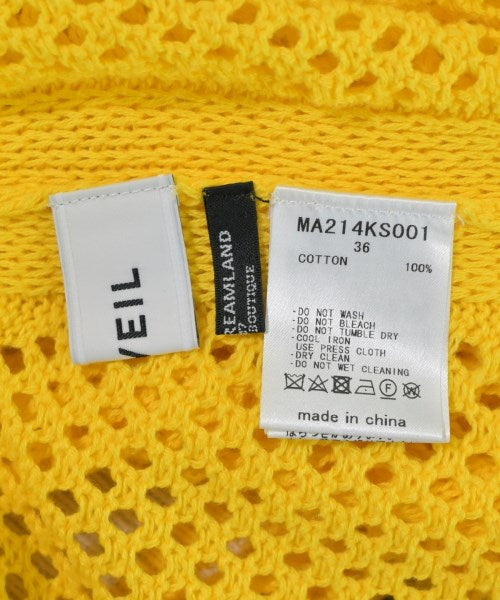 VEIL
REAMLAND
BOUTIQUE
MA214KS001
36
COTTON 100%
·DO NOT WASH
·DO NOT BLEACH
·DO NOT TUMBLE DRY
·COOL IRON
USE PRESS CLOTH
·DRY CLEAN
·DO NOT WET CLEANING
made in china